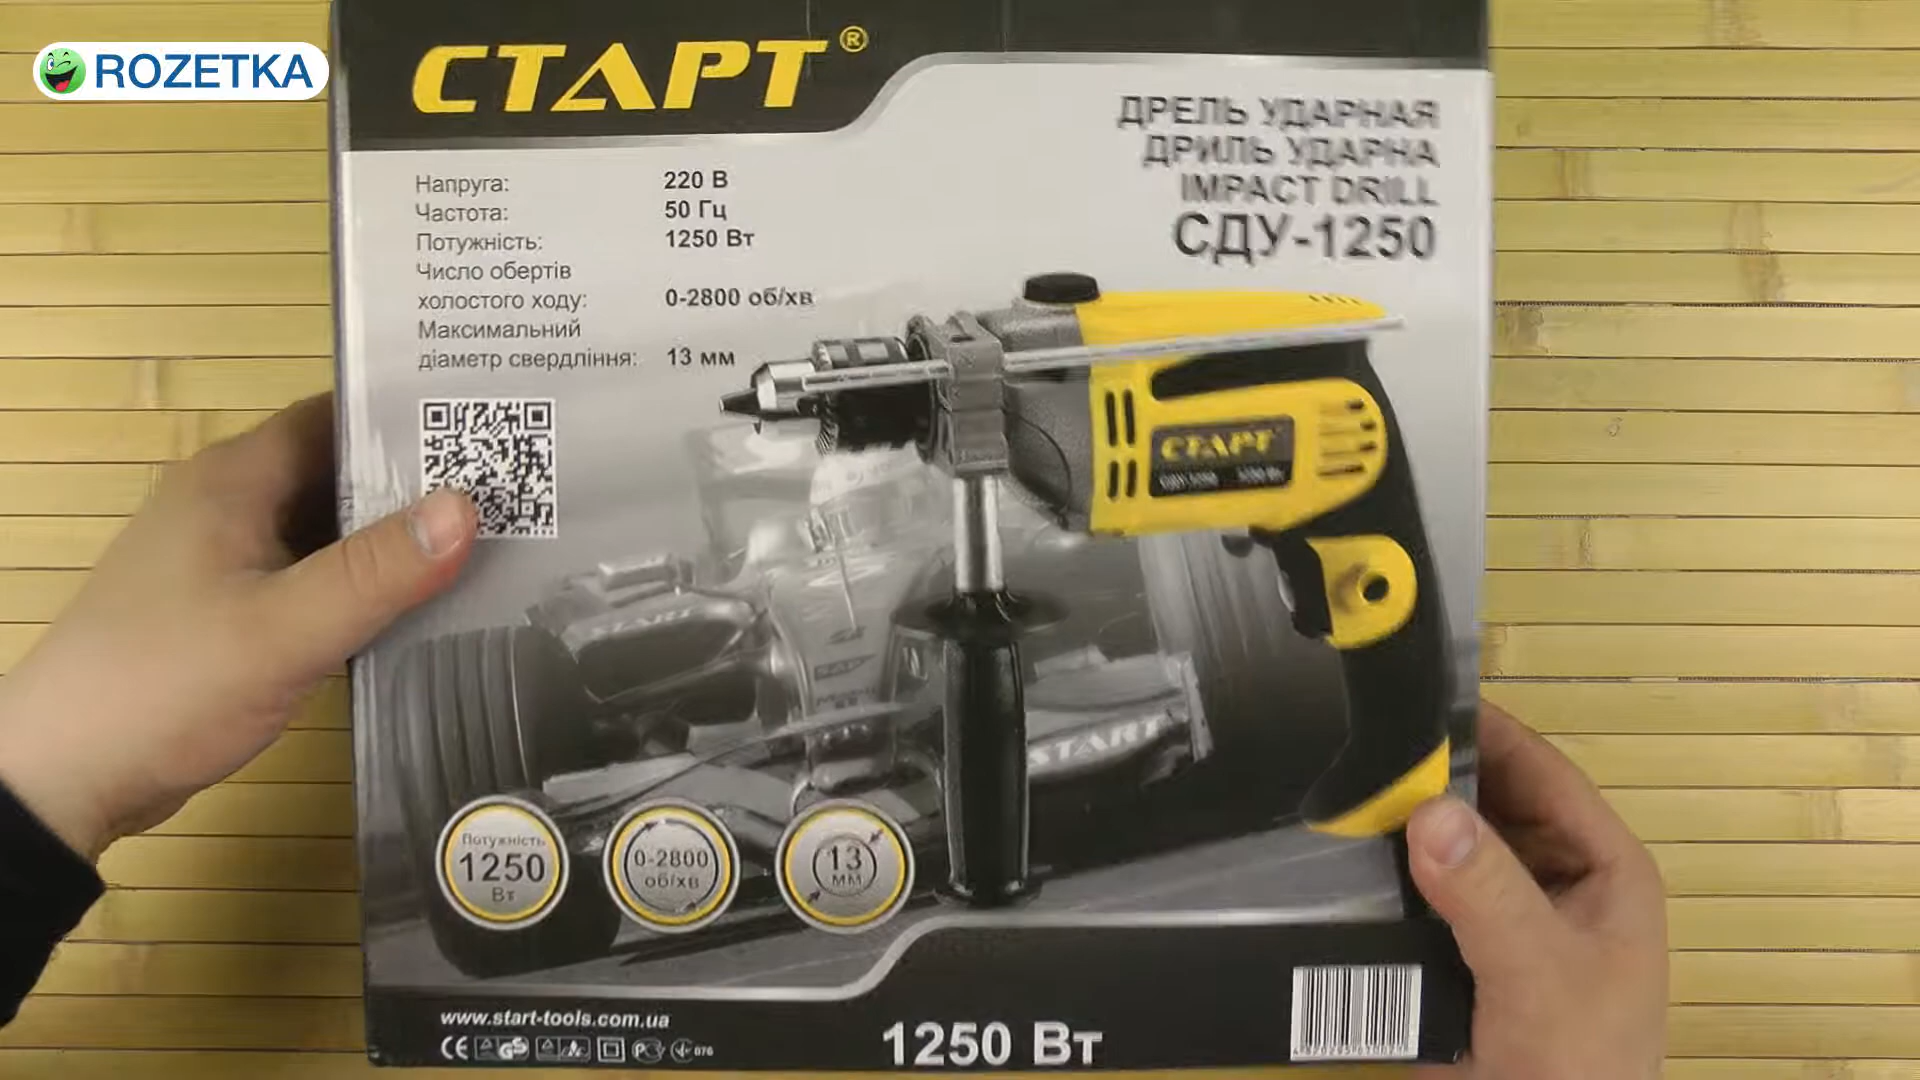 ROZETKA
СТАРТ®
ДРЕЛЬ УДАРНАЯ
ДРИЛЬ УДАРНА
IMPACT DRILL
СДУ-1250
Напруга: 220 В
Частота: 50 Гц
Потужність: 1250 Вт
Число обертів
холостого ходу: 0-2800 об/хв
Максимальний
діаметр свердління: 13 мм
СТАРТ
START
START
Потужність
1250
Вт
0-2800
об/хв
13
мм
www.start-tools.com.ua
1250 Вт